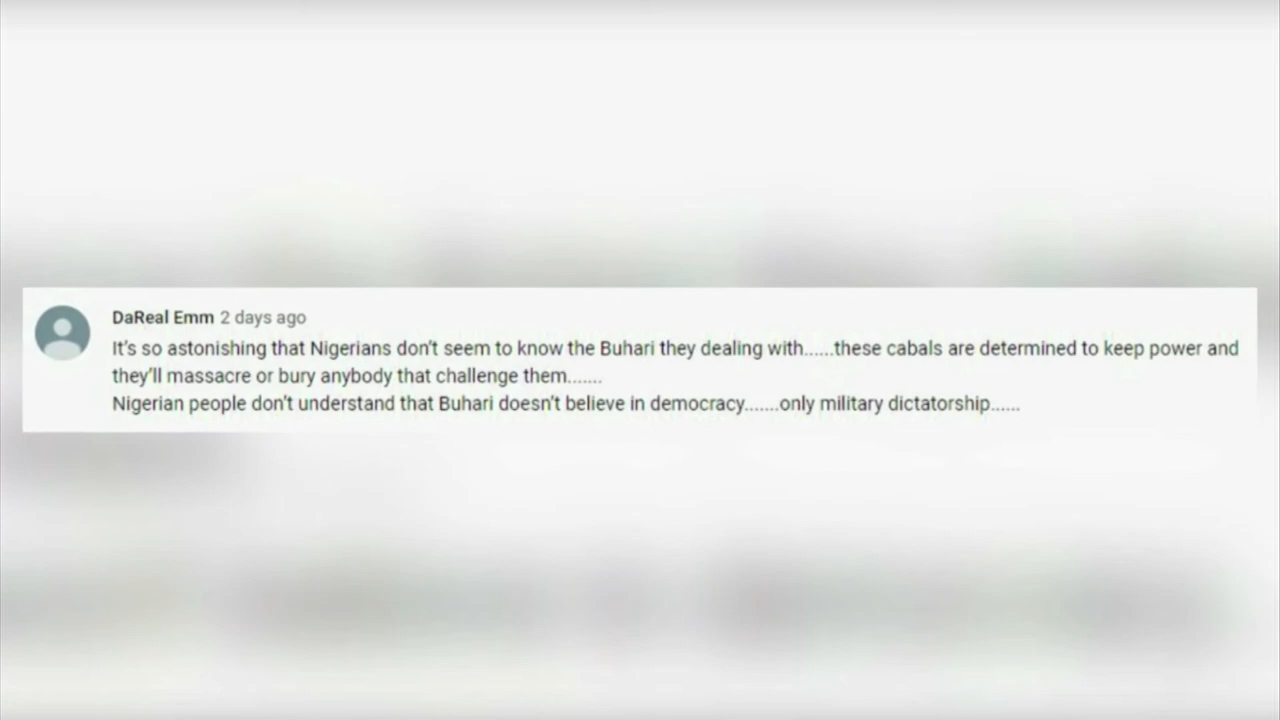 DaReal Emm 2 days ago
It's so astonishing that Nigerians don't seem to know the Buhari they dealing with......these cabals are determined to keep power and
they'll massacre or bury anybody that challenge them.......
Nigerian people don't understand that Buhari doesn't believe in democracy.......only military dictatorship......